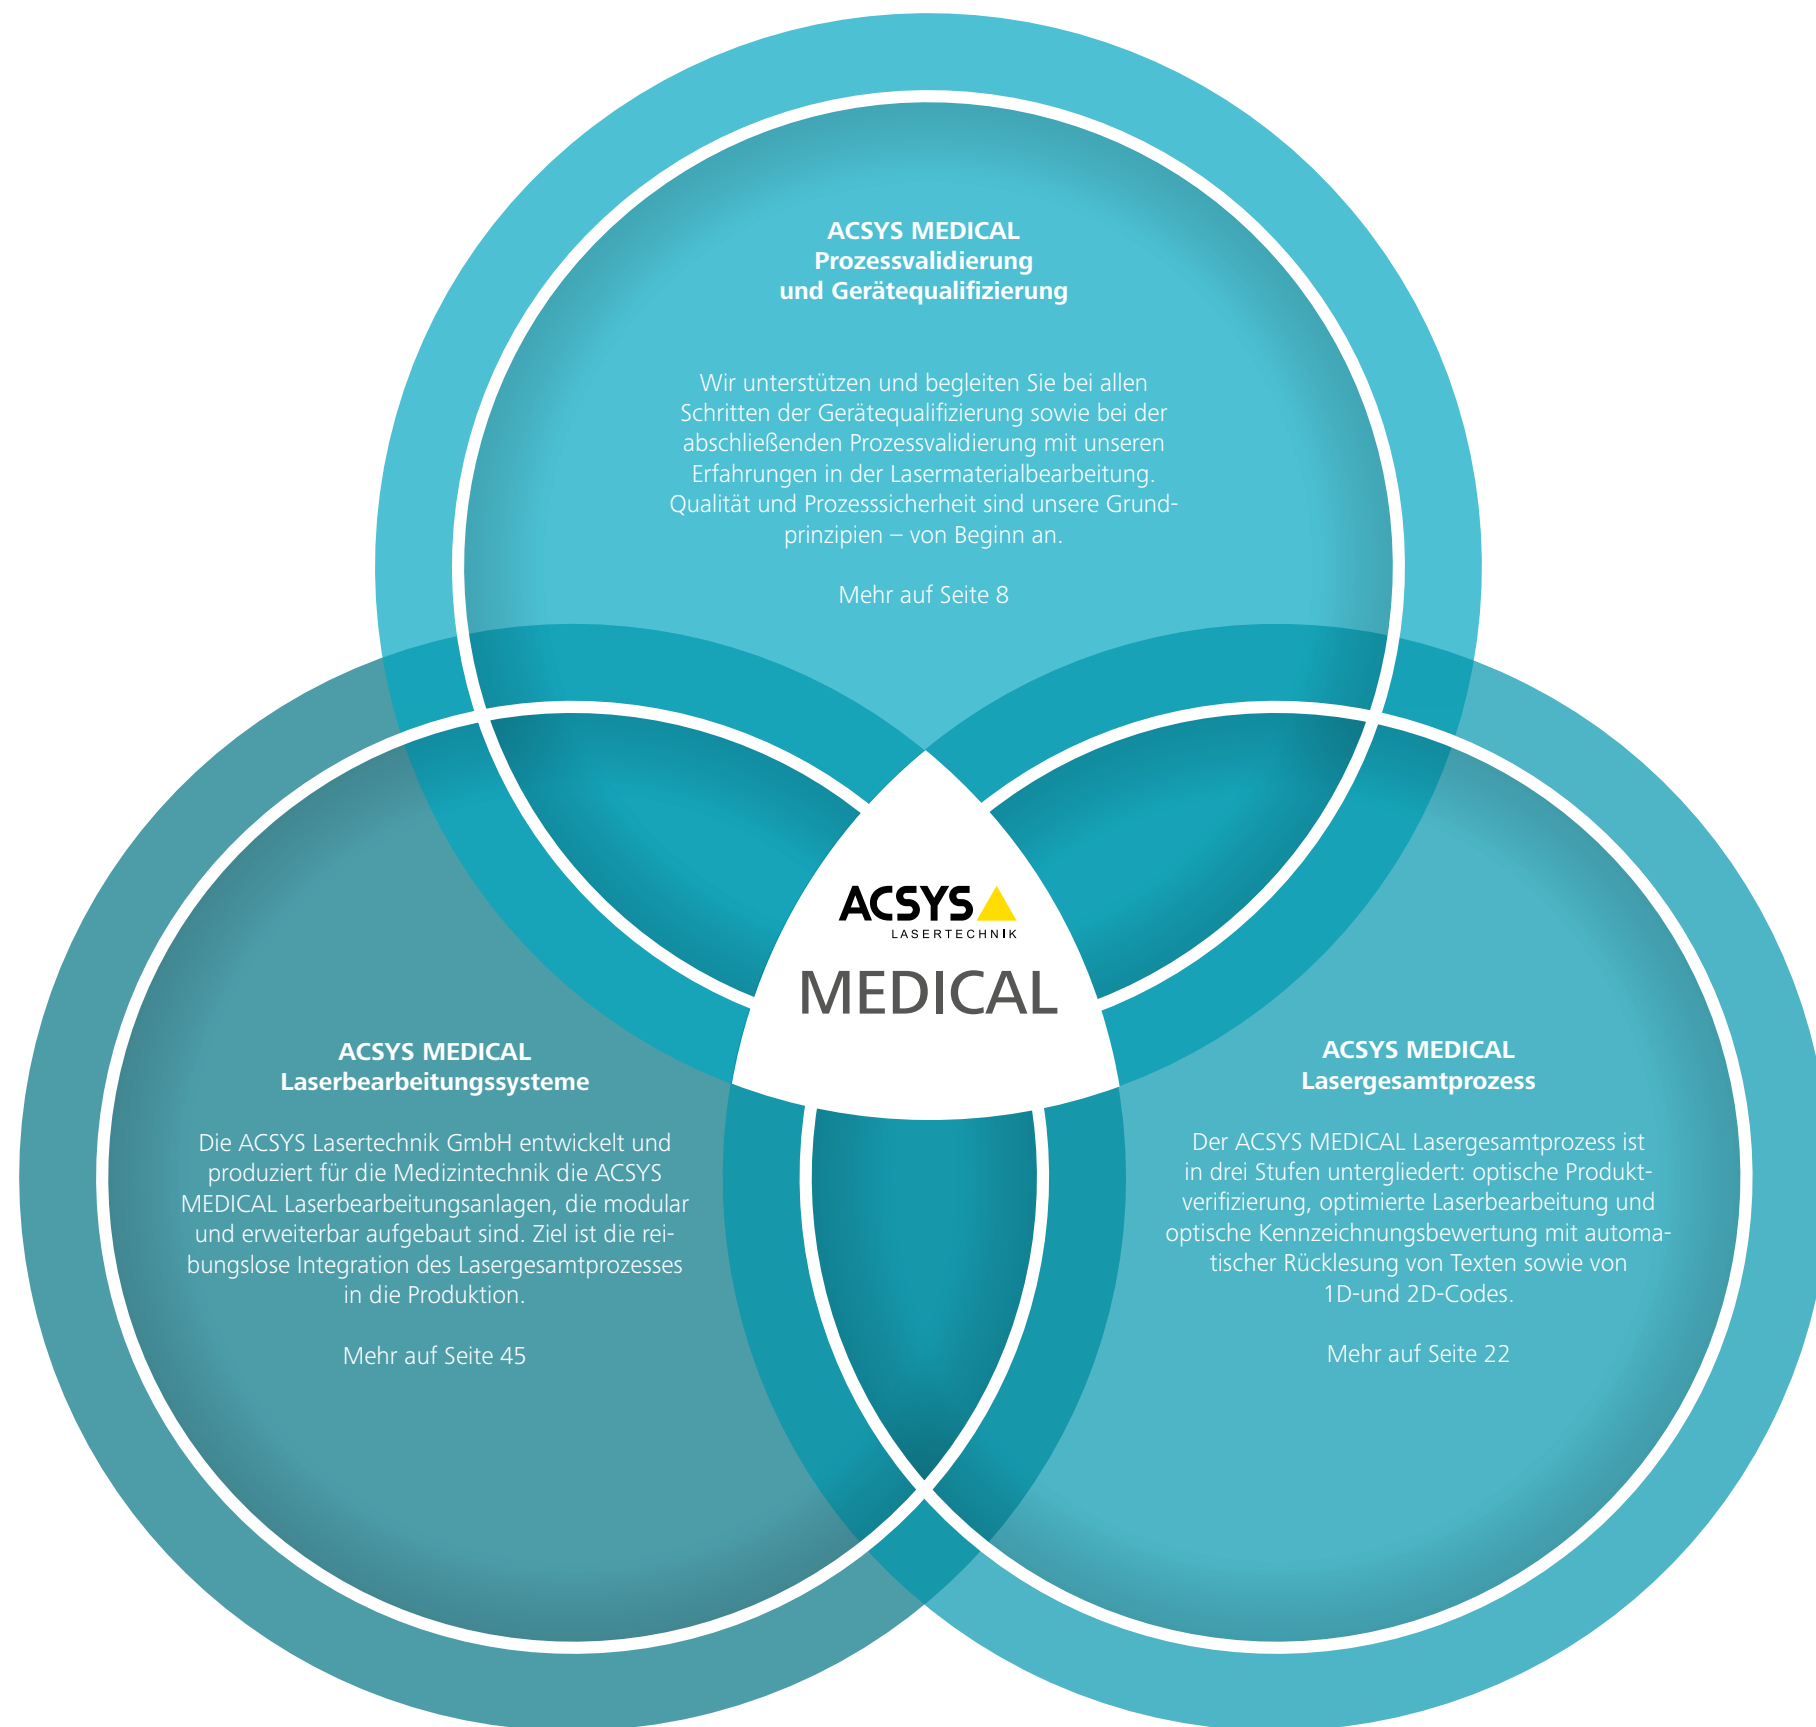 ACSYS MEDICAL
Prozessvalidierung
und Gerätequalifizierung
Wir unterstützen und begleiten Sie bei allen
Schritten der Gerätequalifizierung sowie bei der
abschließenden Prozessvalidierung mit unseren
Erfahrungen in der Lasermaterialbearbeitung.
Qualität und Prozesssicherheit sind unsere Grund-
prinzipien – von Beginn an.
Mehr auf Seite 8
ACSYS
LASERTECHNIK
MEDICAL
ACSYS MEDICAL
Laserbearbeitungssysteme
Die ACSYS Lasertechnik GmbH entwickelt und
produziert für die Medizintechnik die ACSYS
MEDICAL Laserbearbeitungsanlagen, die modular
und erweiterbar aufgebaut sind. Ziel ist die rei-
bungslose Integration des Lasergesamtprozesses
in die Produktion.
Mehr auf Seite 45
ACSYS MEDICAL
Lasergesamtprozess
Der ACSYS MEDICAL Lasergesamtprozess ist
in drei Stufen untergliedert: optische Produkt-
verifizierung, optimierte Laserbearbeitung und
optische Kennzeichnungsbewertung mit automa-
tischer Rücklesung von Texten sowie von
1D-und 2D-Codes.
Mehr auf Seite 22